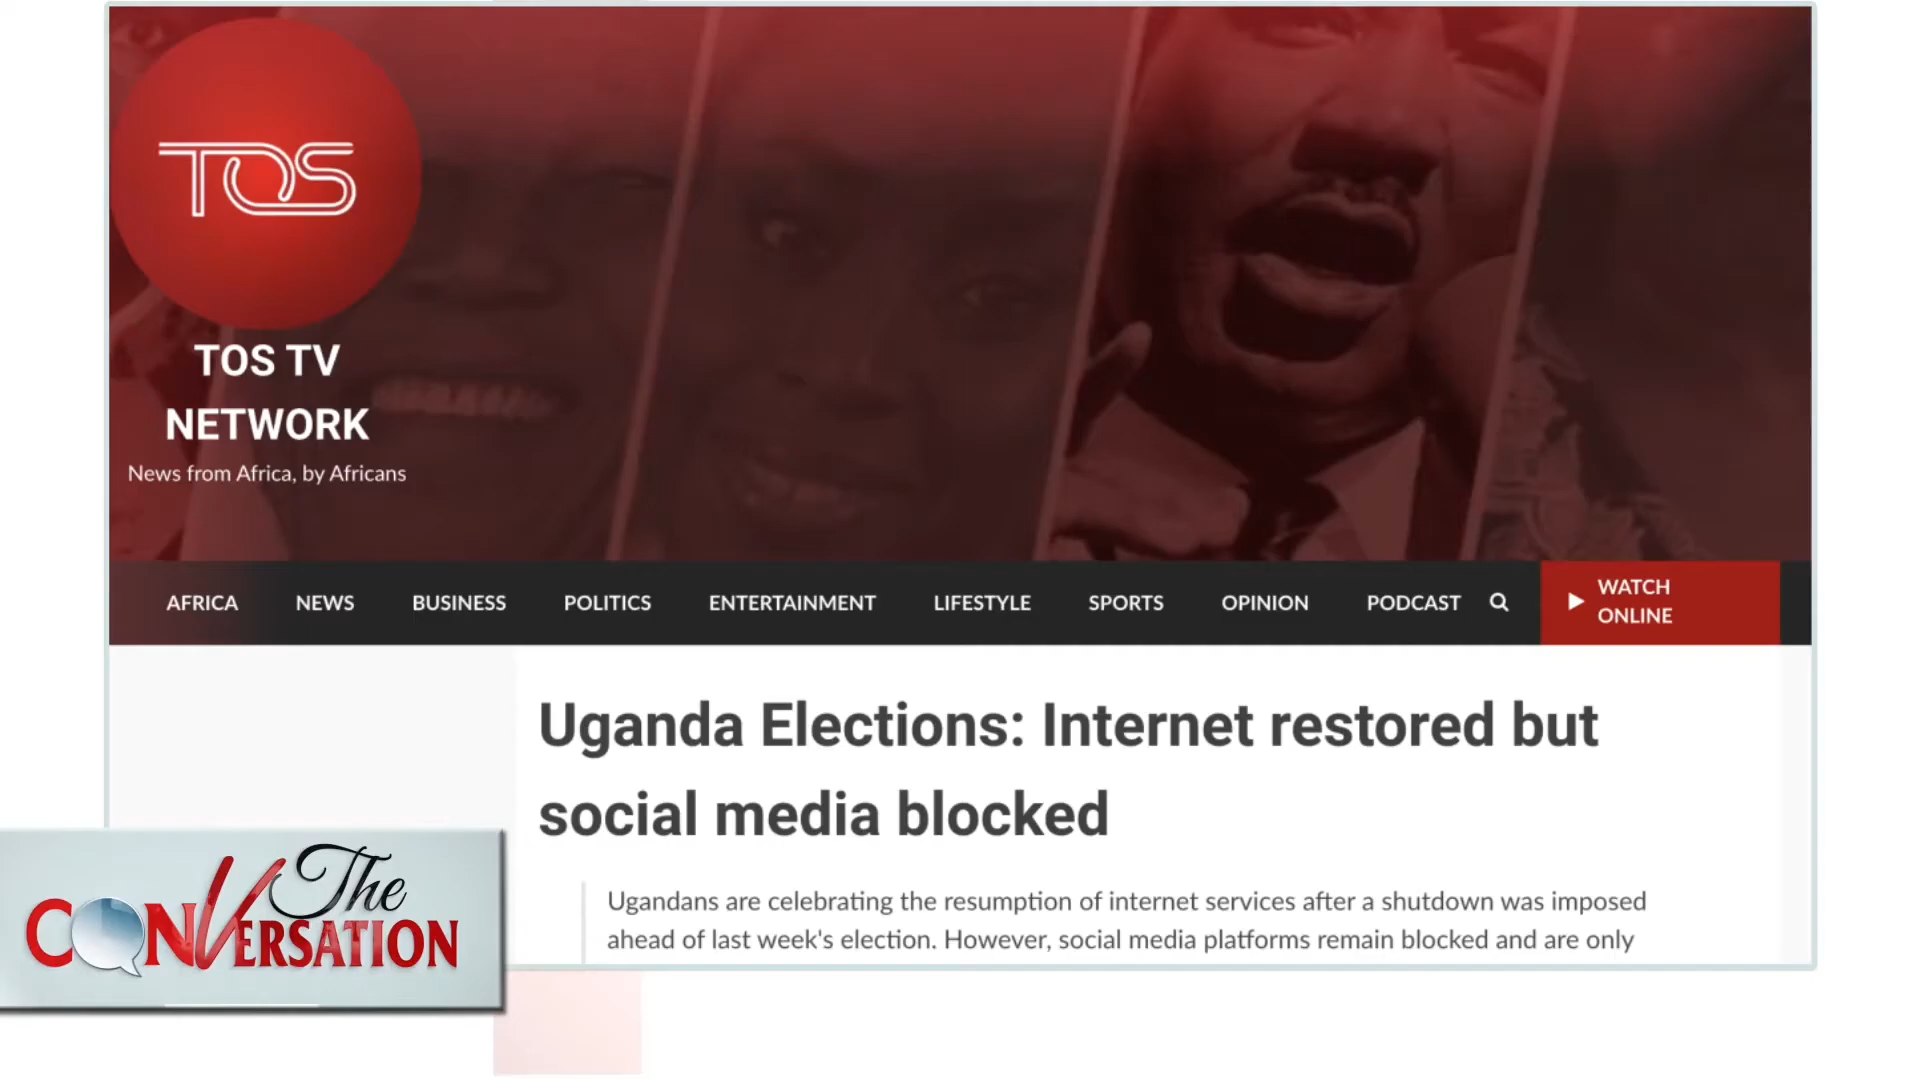 TOS
TOS TV
NETWORK
News from Africa, by Africans
AFRICA NEWS BUSINESS POLITICS ENTERTAINMENT LIFESTYLE SPORTS OPINION PODCAST WATCH
ONLINE
Uganda Elections: Internet restored but
social media blocked
Ugandans are celebrating the resumption of internet services after a shutdown was imposed
ahead of last week's election. However, social media platforms remain blocked and are only
The
CONVERSATION